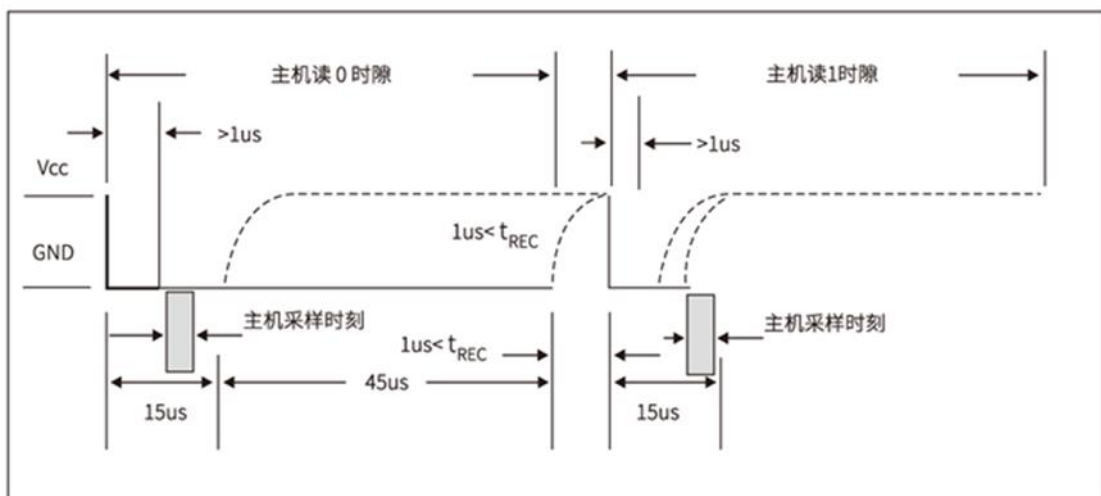 主机读 0 时隙
主机读1时隙
>1us
>1us
Vcc
1us< tREC
GND
主机采样时刻
主机采样时刻
1us< tREC
45us
15us
15us